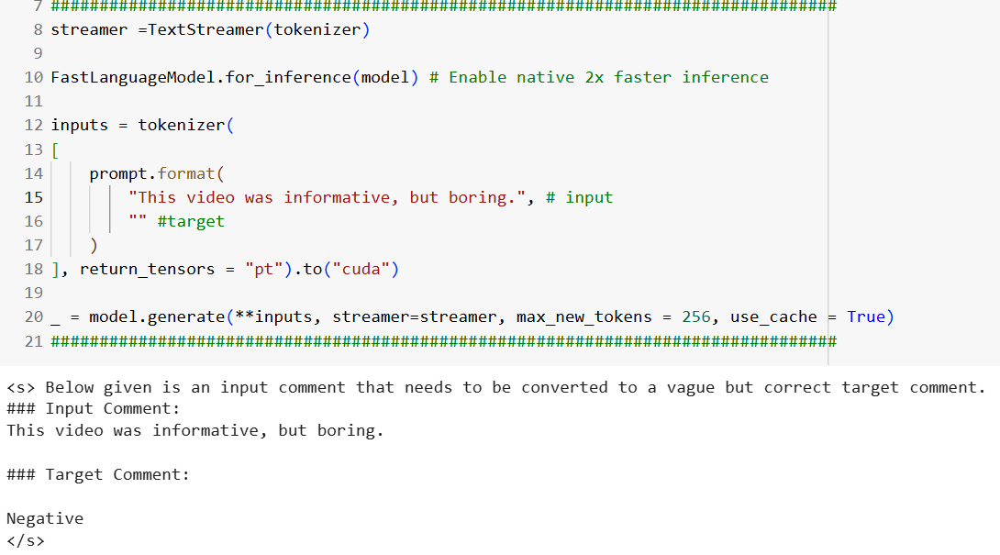 7 #################################################################################
8 streamer =TextStreamer(tokenizer)
9
10 FastLanguageModel.for_inference(model) # Enable native 2x faster inference
11
12 inputs = tokenizer(
13 [
14     prompt.format(
15         "This video was informative, but boring.", # input
16         "" #target
17     )
18 ], return_tensors = "pt").to("cuda")
19
20 _ = model.generate(**inputs, streamer=streamer, max_new_tokens = 256, use_cache = True)
21 #################################################################################
<s> Below given is an input comment that needs to be converted to a vague but correct target comment.
### Input Comment:
This video was informative, but boring.

### Target Comment:

Negative
</s>